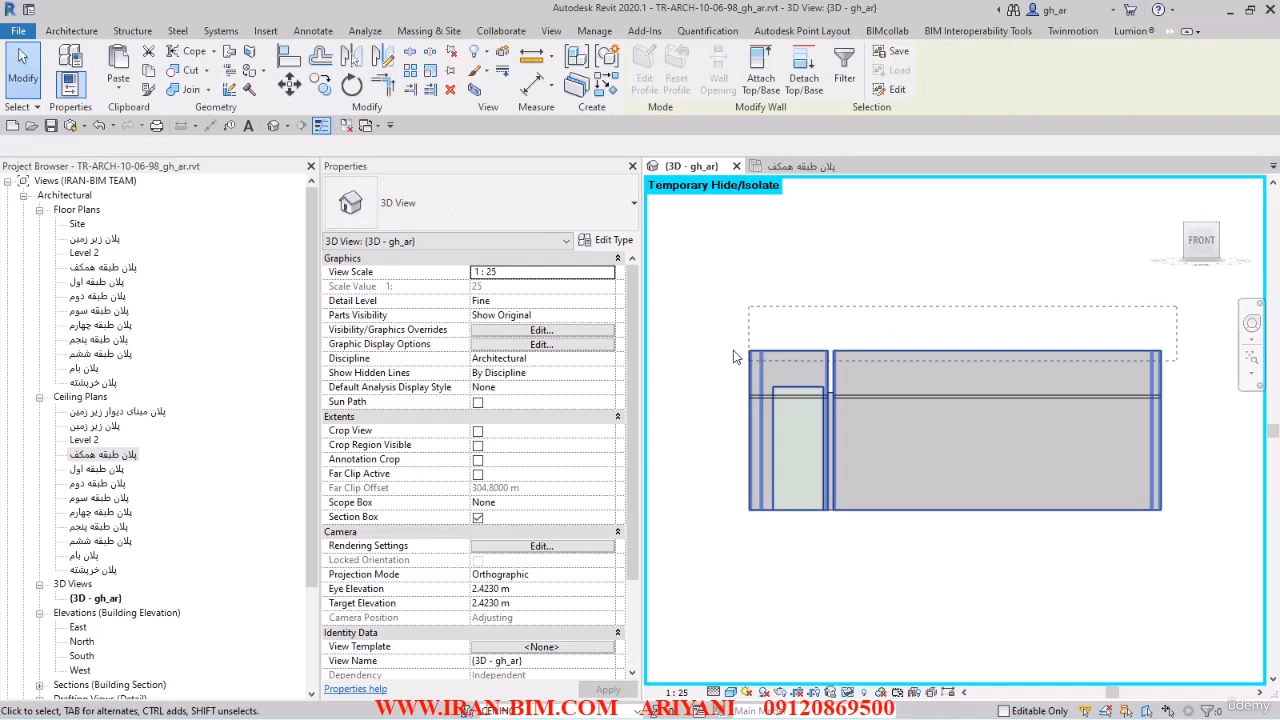 Autodesk Revit 2020.1 - TR-ARCH-10-06-98_gh_ar.rvt - 3D View: {3D - gh_ar}
gh_ar
File Architecture Structure Steel Systems Insert Annotate Analyze Massing & Site Collaborate View Manage Add-Ins Quantification Autodesk Point Layout BIMcollab BIM Interoperability Tools Twinmotion Lumion®
Modify
Paste
Cope
Cut
Join
Edit Profile
Reset Profile
Wall Opening
Attach Top/Base
Detach Top/Base
Filter
Save
Load
Edit
Select Properties Clipboard Geometry Modify View Measure Create Mode Modify Wall Selection
Project Browser - TR-ARCH-10-06-98_gh_ar.rvt
Views (IRAN-BIM TEAM)
Architectural
Floor Plans
Site
پلان زیر زمین
Level 2
پلان طبقه همکف
پلان طبقه اول
پلان طبقه دوم
پلان طبقه سوم
پلان طبقه چهارم
پلان طبقه پنجم
پلان طبقه ششم
پلان بام
پلان خرپشته
Ceiling Plans
پلان مبنای دیوار زیر زمین
پلان زیر زمین
Level 2
پلان طبقه همکف
پلان طبقه اول
پلان طبقه دوم
پلان طبقه سوم
پلان طبقه چهارم
پلان طبقه پنجم
پلان طبقه ششم
پلان بام
پلان خرپشته
3D Views
{3D - gh_ar}
Elevations (Building Elevation)
East
North
South
West
Sections (Building Section)
Drafting Views (Detail)
Properties
3D View
3D View: {3D - gh_ar}
Edit Type
Graphics
View Scale 1 : 25
Scale Value 1: 25
Detail Level Fine
Parts Visibility Show Original
Visibility/Graphics Overrides Edit...
Graphic Display Options Edit...
Discipline Architectural
Show Hidden Lines By Discipline
Default Analysis Display Style None
Sun Path
Extents
Crop View
Crop Region Visible
Annotation Crop
Far Clip Active
Far Clip Offset 304.8000 m
Scope Box None
Section Box
Camera
Rendering Settings Edit...
Locked Orientation
Projection Mode Orthographic
Eye Elevation 2.4230 m
Target Elevation 2.4230 m
Camera Position Adjusting
Identity Data
View Template <None>
View Name {3D - gh_ar}
Dependency Independent
Properties help
Apply
{3D - gh_ar}
پلان طبقه همکف
Temporary Hide/Isolate
FRONT
1 : 25
Click to select, TAB for alternates, CTRL adds, SHIFT unselects.
WWW.IRAN-BIM.COM ARIYANI 09120869500
Editable Only
:0
Udemy